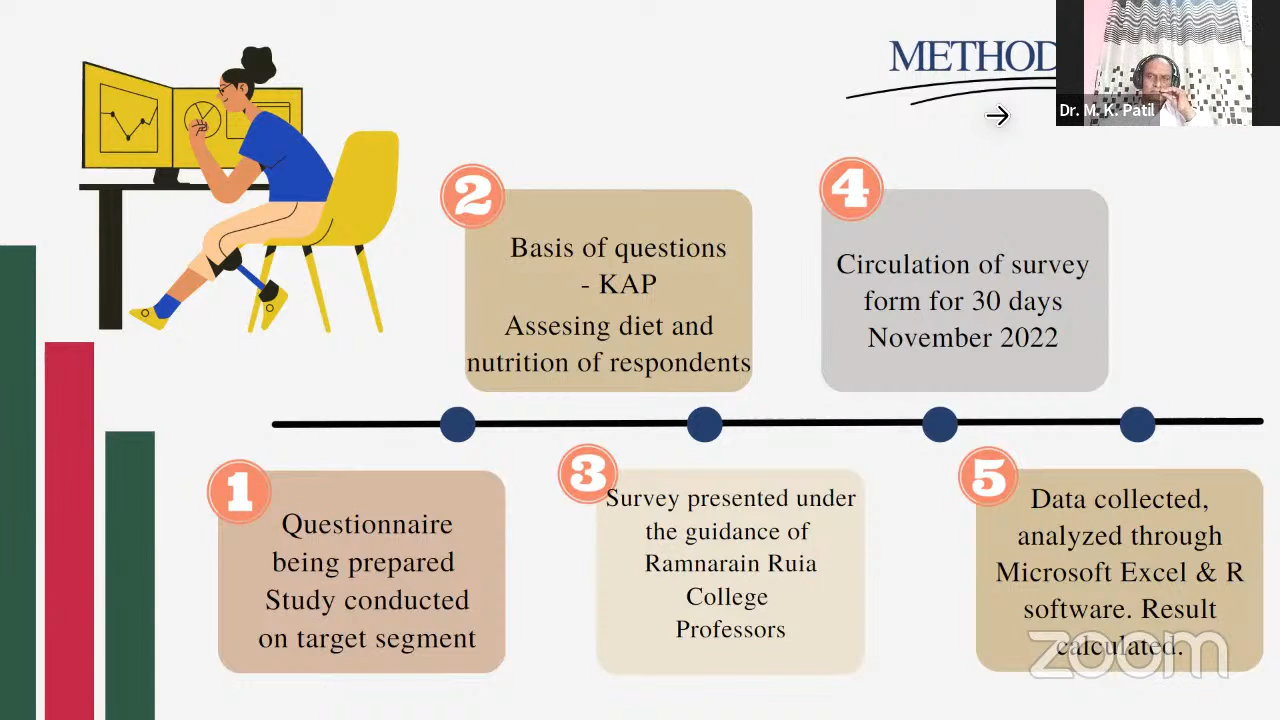 METHOD
Dr. M. K. Patil
2
Basis of questions
- KAP
Assesing diet and
nutrition of respondents
4
Circulation of survey
form for 30 days
November 2022
1
Questionnaire
being prepared
Study conducted
on target segment
3
Survey presented under
the guidance of
Ramnarain Ruia
College
Professors
5
Data collected,
analyzed through
Microsoft Excel & R
software. Result
calculated.
zoom